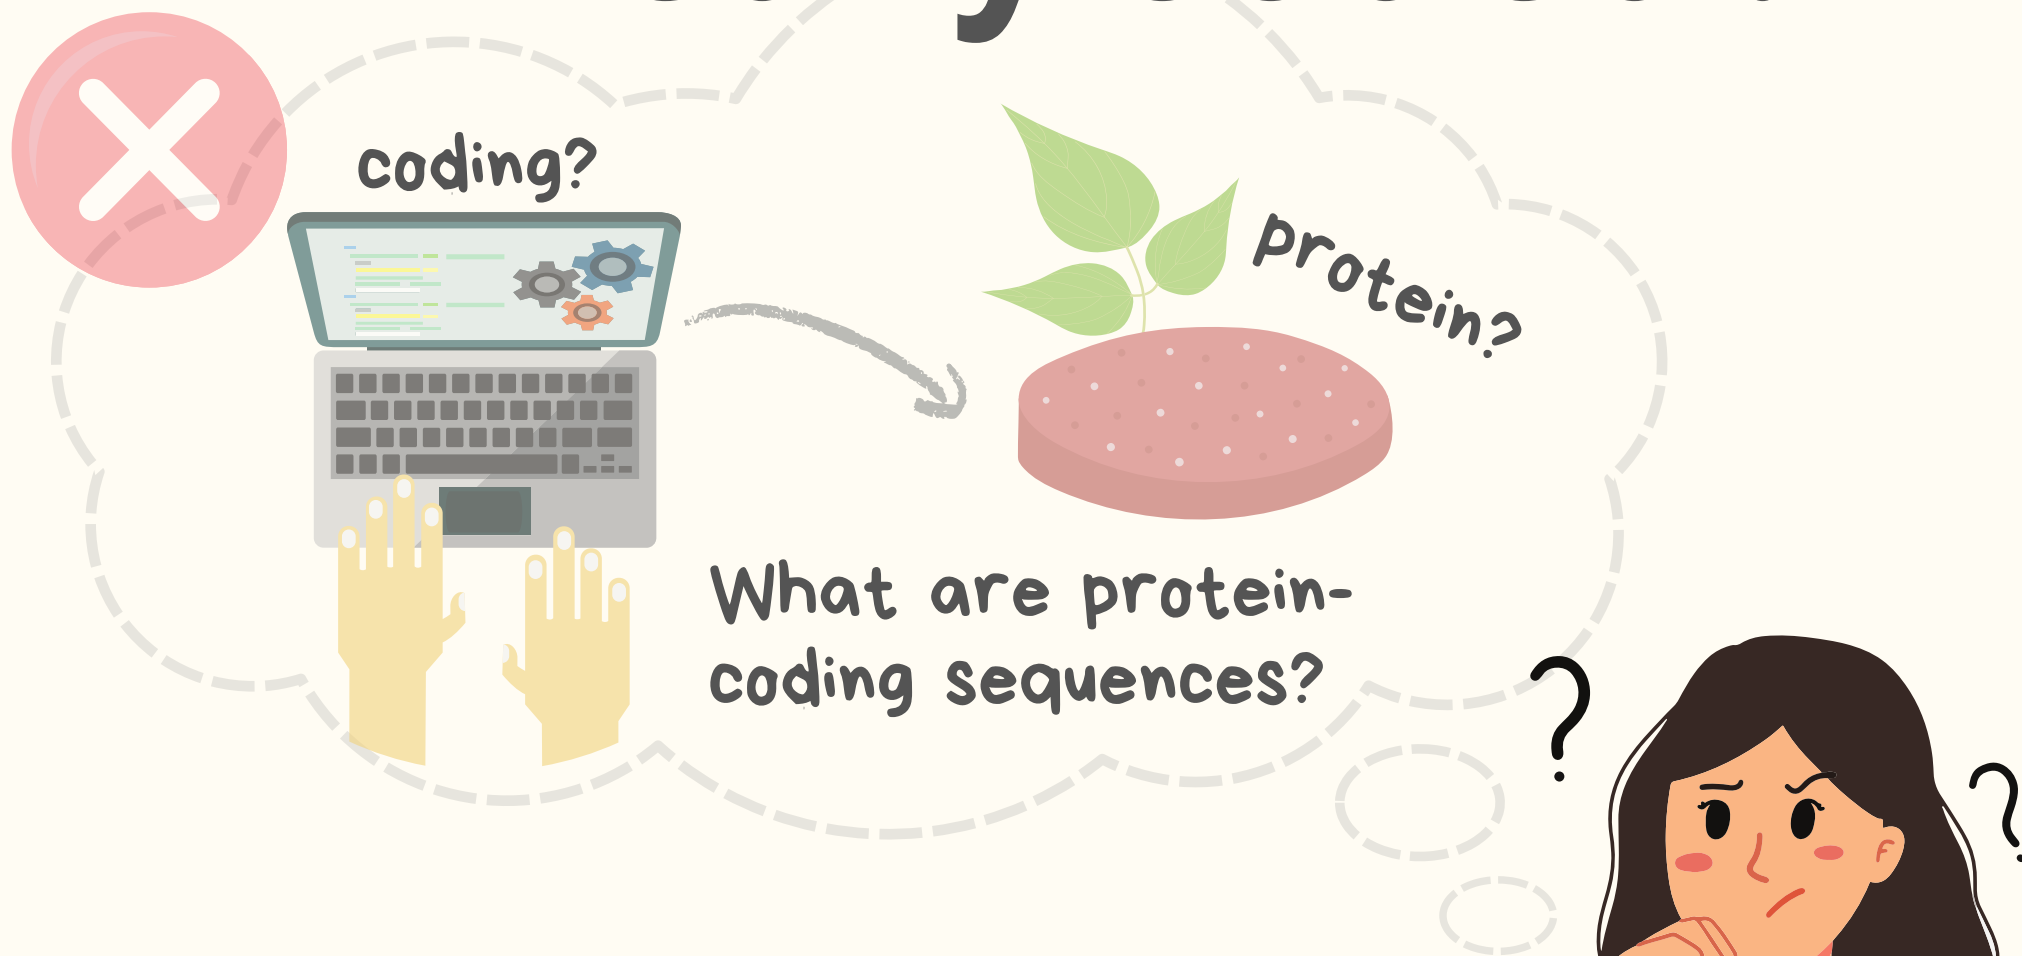 coding?
protein?
What are protein-
coding sequences?